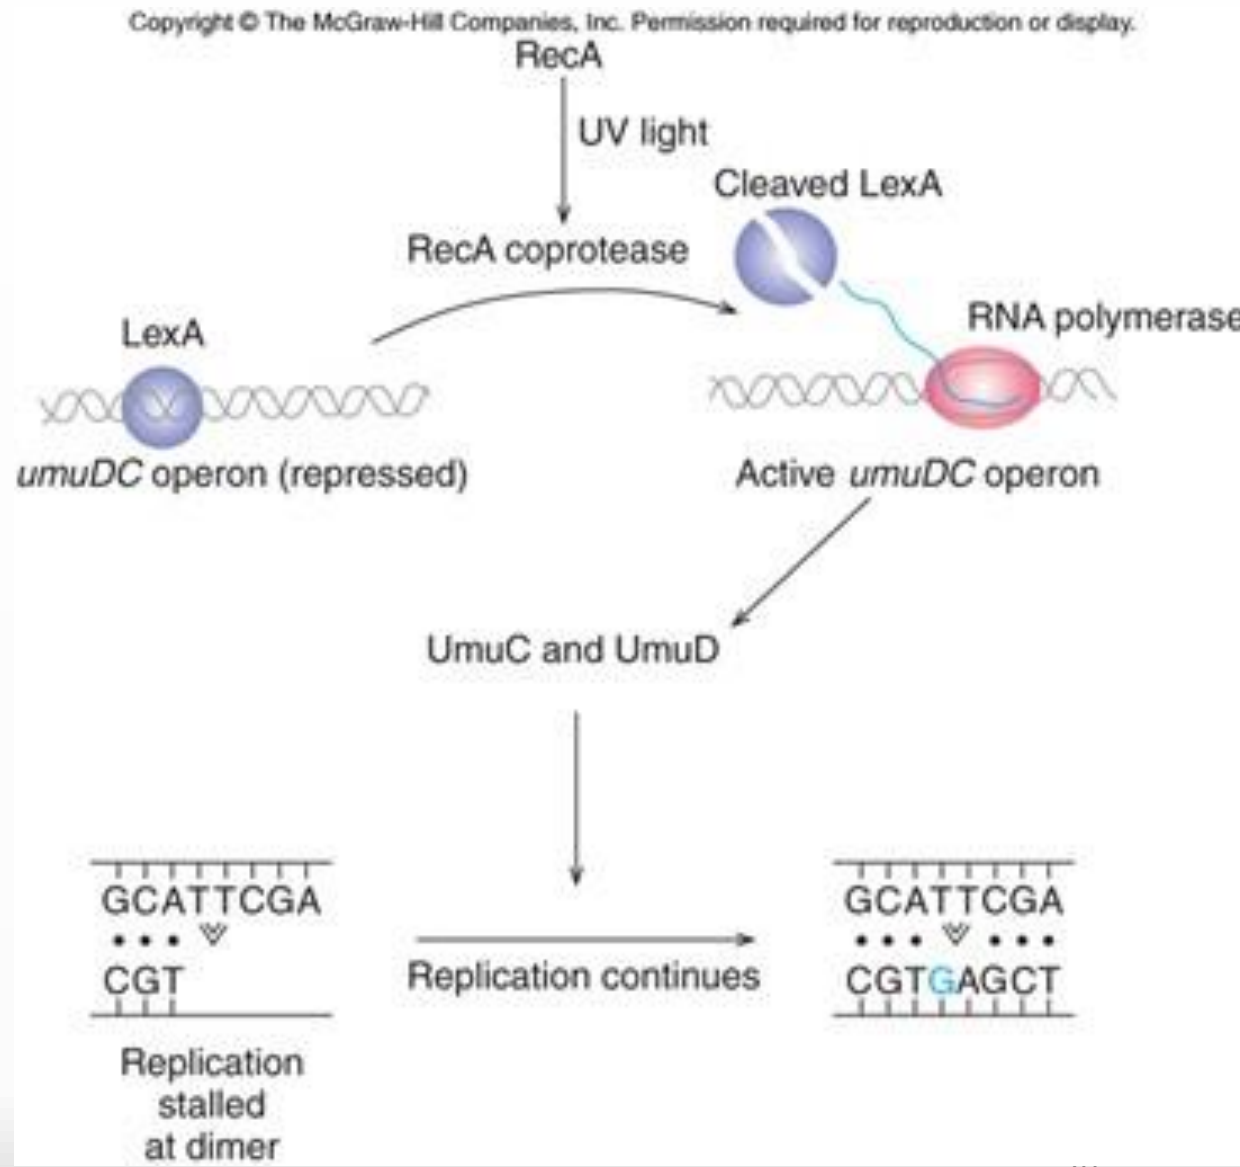 Copyright © The McGraw-Hill Companies, Inc. Permission required for reproduction or display.
RecA
UV light
Cleaved LexA
RecA coprotease
RNA polymerase
LexA
umuDC operon (repressed)
Active umuDC operon
UmuC and UmuD
GCATTCGA
CGT
Replication
stalled
at dimer
Replication continues
GCATTCGA
CGTGAGCT